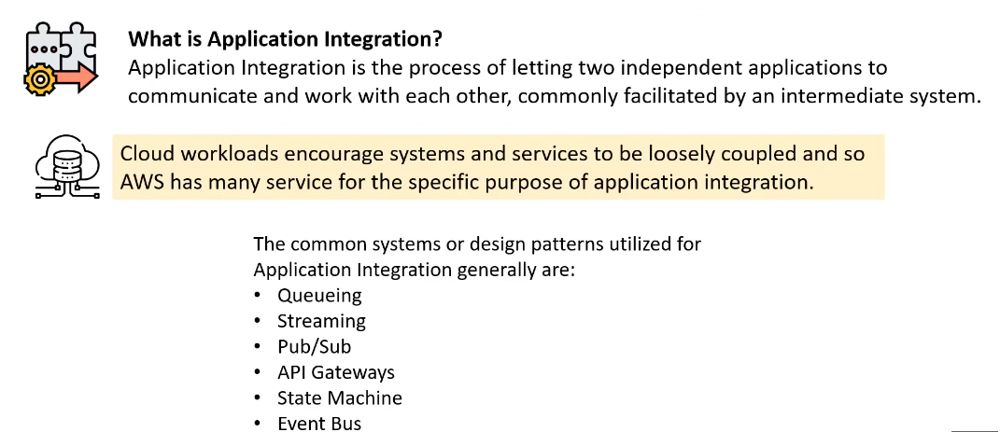 What is Application Integration?
Application Integration is the process of letting two independent applications to
communicate and work with each other, commonly facilitated by an intermediate system.
Cloud workloads encourage systems and services to be loosely coupled and so
AWS has many service for the specific purpose of application integration.
The common systems or design patterns utilized for
Application Integration generally are:
• Queueing
• Streaming
• Pub/Sub
• API Gateways
• State Machine
• Event Bus